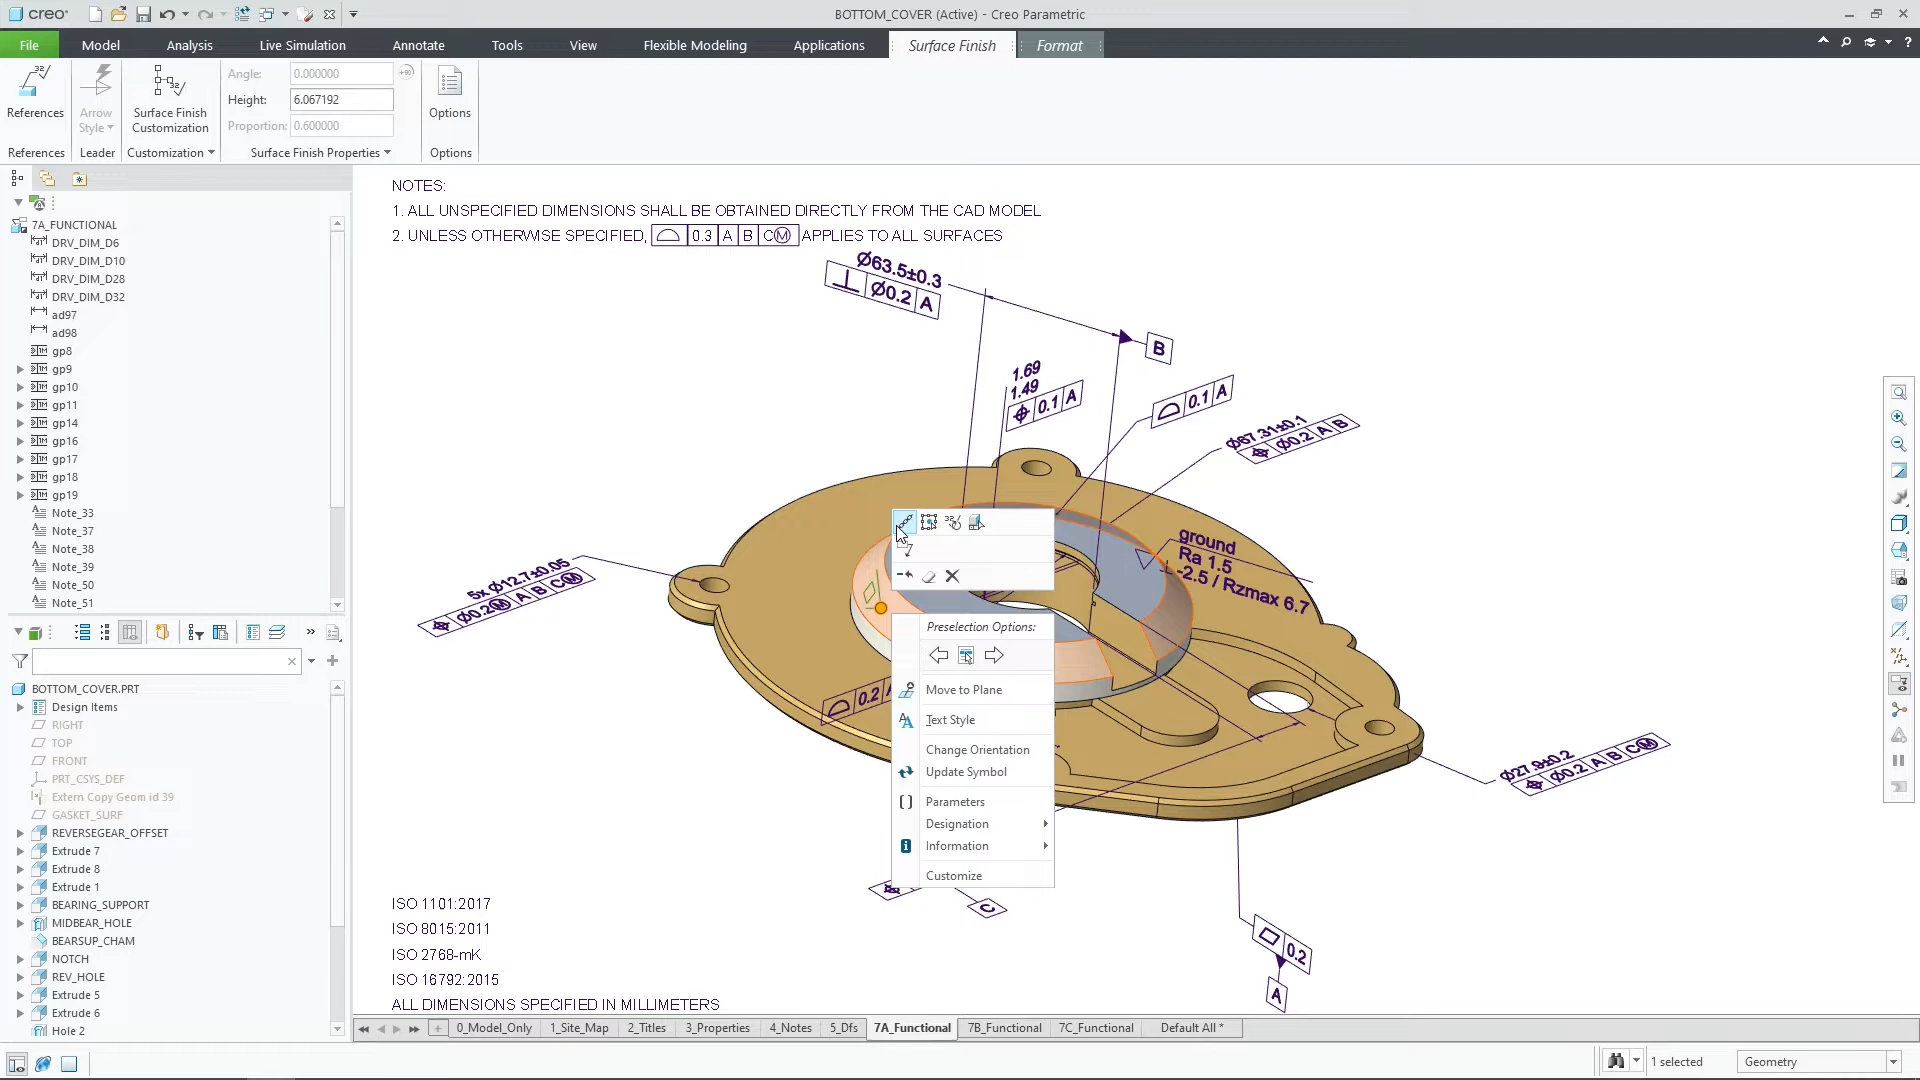 creo
BOTTOM_COVER (Active) - Creo Parametric
File
Model
Analysis
Live Simulation
Annotate
Tools
View
Flexible Modeling
Applications
Surface Finish
Format
References
Arrow
Style
Surface Finish
Customization
Angle:
0.000000
Height:
6.067192
Proportion:
0.600000
Options
References
Leader
Customization
Surface Finish Properties
Options
7A_FUNCTIONAL
DRV_DIM_D6
DRV_DIM_D10
DRV_DIM_D28
DRV_DIM_D32
ad97
ad98
gp8
gp9
gp10
gp11
gp14
gp16
gp17
gp18
gp19
Note_33
Note_37
Note_38
Note_39
Note_50
Note_51
BOTTOM_COVER.PRT
Design Items
RIGHT
TOP
FRONT
PRT_CSYS_DEF
Extern Copy Geom id 39
GASKET_SURF
REVERSEGEAR_OFFSET
Extrude 7
Extrude 8
Extrude 1
BEARING_SUPPORT
MIDBEAR_HOLE
BEARSUP_CHAM
NOTCH
REV_HOLE
Extrude 5
Extrude 6
Hole 2
NOTES:
1. ALL UNSPECIFIED DIMENSIONS SHALL BE OBTAINED DIRECTLY FROM THE CAD MODEL
2. UNLESS OTHERWISE SPECIFIED, ⌓ 0.3 A B CⓂ APPLIES TO ALL SURFACES
Ø63.5±0.3
⊥ Ø0.2 A
B
1.69
1.49
⌖ 0.1 A
⌓ 0.1 A
Ø67.31±0.1
⌖ Ø0.2 A B
ground
Ra 1.5
-2.5 / Rzmax 6.7
5x Ø12.7±0.05
⌖ Ø0.2Ⓜ A B CⓂ
⌓ 0.2
Ø27.9±0.2
⌖ Ø0.2 A B CⓂ
C
⏥ 0.2
A
Preselection Options:
Move to Plane
Text Style
Change Orientation
Update Symbol
Parameters
Designation
Information
Customize
ISO 1101:2017
ISO 8015:2011
ISO 2768-mK
ISO 16792:2015
ALL DIMENSIONS SPECIFIED IN MILLIMETERS
0_Model_Only
1_Site_Map
2_Titles
3_Properties
4_Notes
5_Dfs
7A_Functional
7B_Functional
7C_Functional
Default All *
1 selected
Geometry